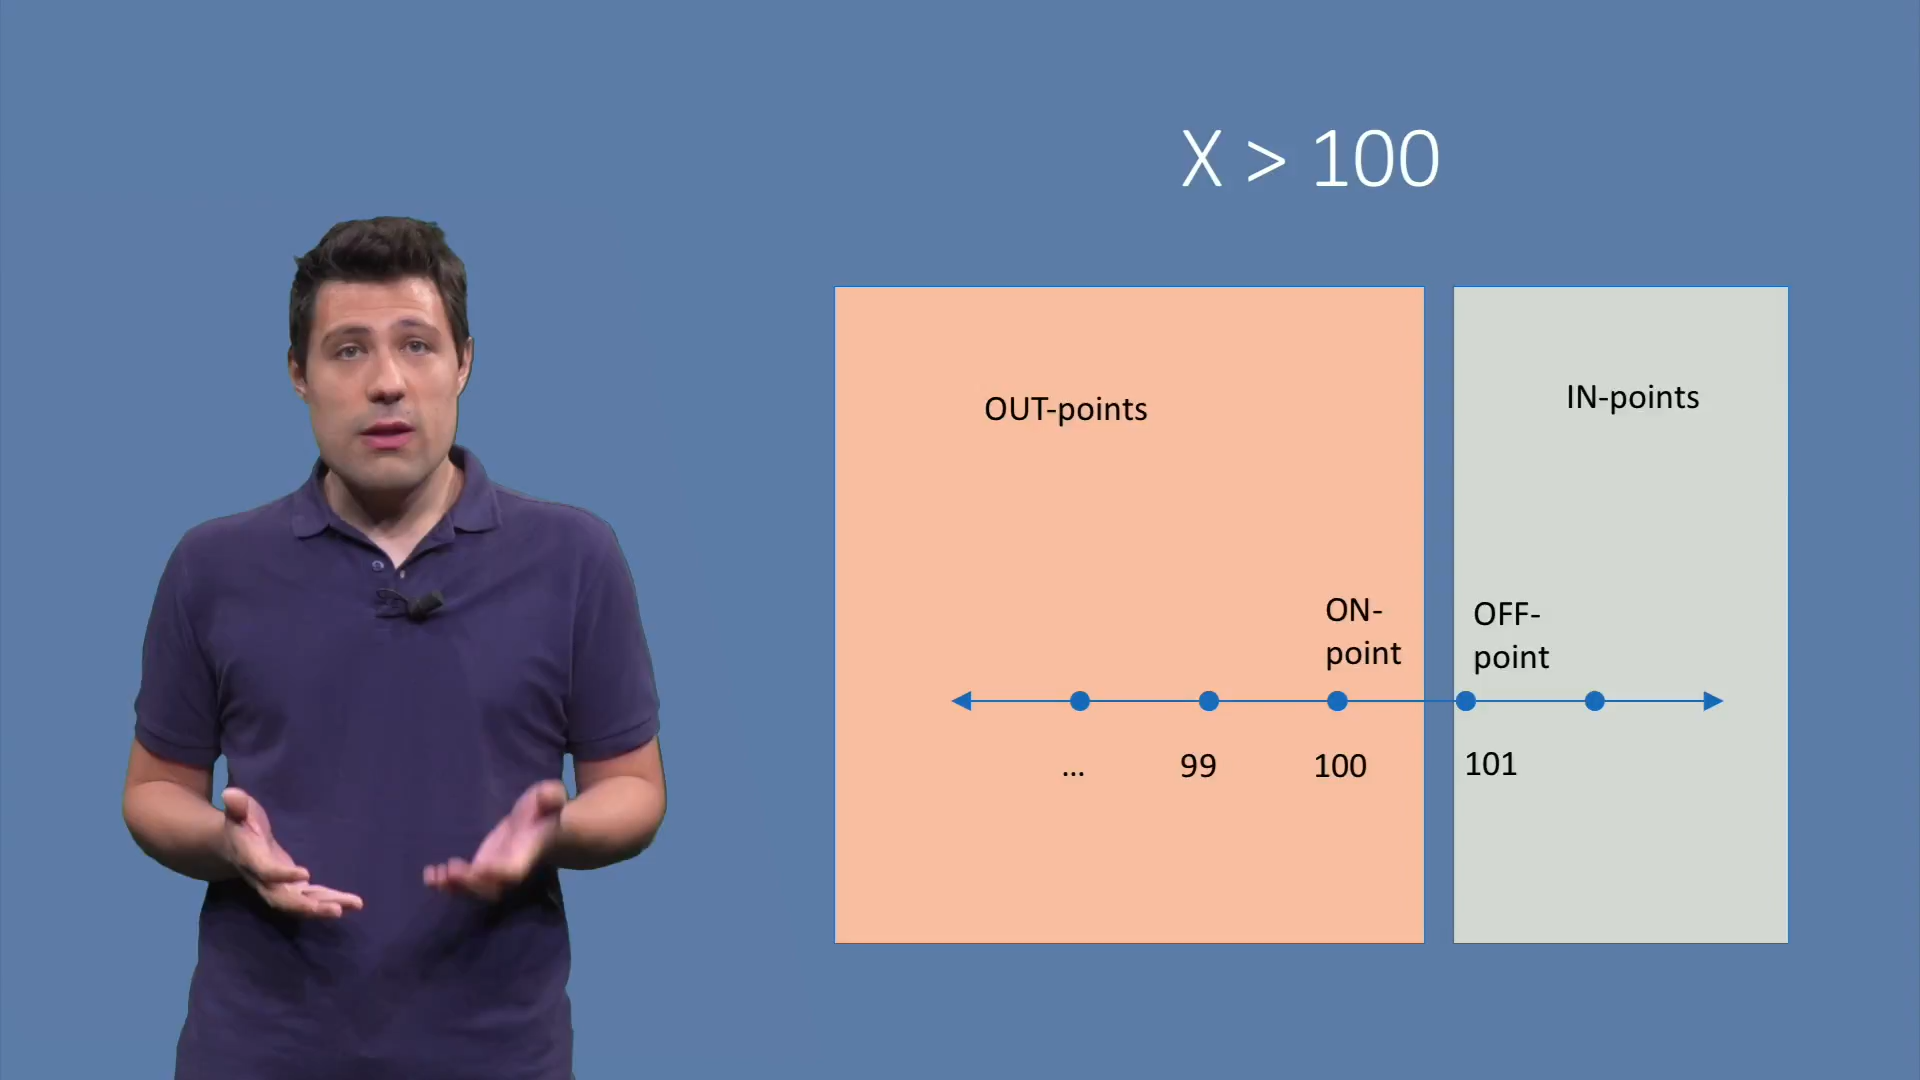 X > 100
OUT-points
IN-points
ON-
point
OFF-
point
...
99
100
101